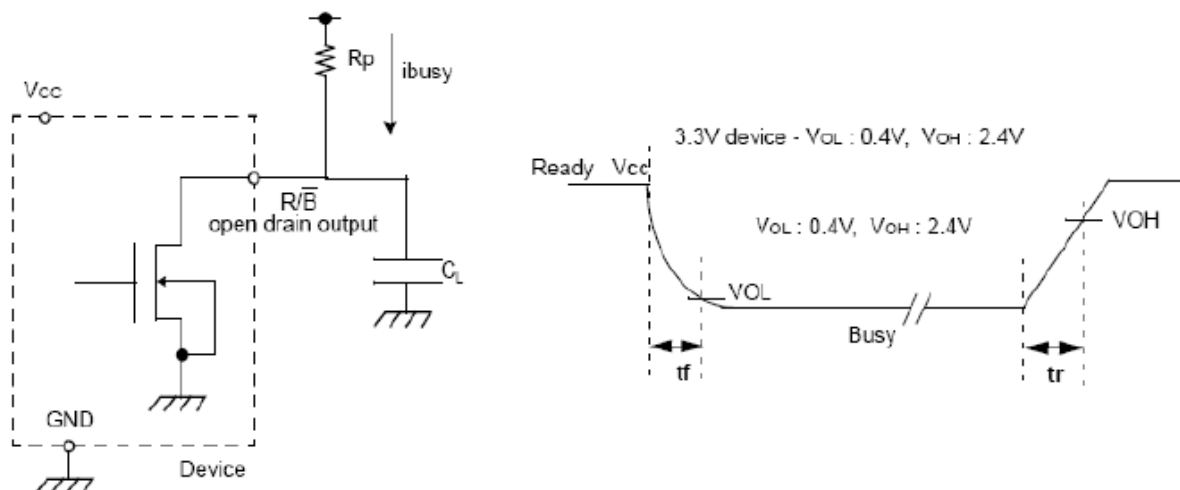 Rp
ibusy
Vcc
R/B̅
open drain output
CL
GND
Device
3.3V device - VOL : 0.4V, VOH : 2.4V
Ready Vcc
VOL : 0.4V, VOH : 2.4V
VOH
VOL
Busy
tf
tr